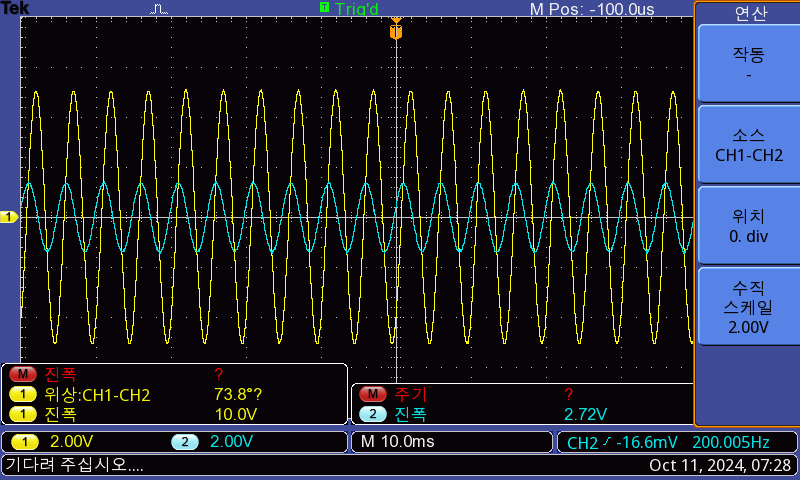 Tek T Trig'd M Pos: -100.0us
T
연산
작동
-
소스
CH1-CH2
위치
0. div
수직
스케일
2.00V
1
M 진폭 ?
1 위상:CH1-CH2 73.8°?
1 진폭 10.0V
M 주기 ?
2 진폭 2.72V
1 2.00V 2 2.00V M 10.0ms CH2 -16.6mV 200.005Hz
기다려 주십시오.... Oct 11, 2024, 07:28